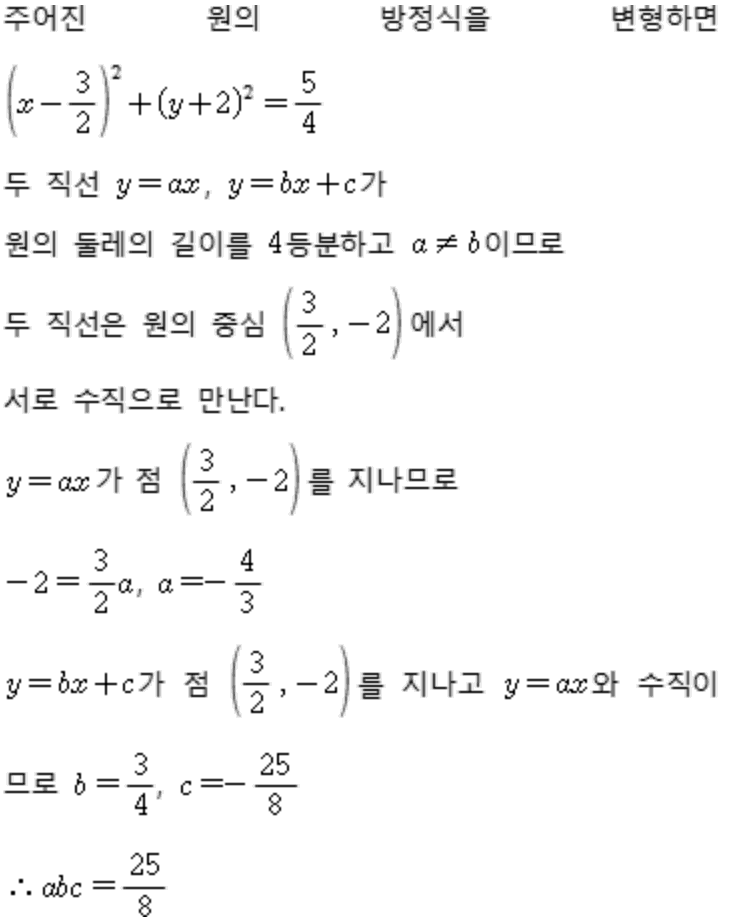 주어진 원의 방정식을 변형하면
(x-3/2)²+(y+2)²=5/4
두 직선 y=ax, y=bx+c가
원의 둘레의 길이를 4등분하고 a≠b이므로
두 직선은 원의 중심 (3/2, -2)에서
서로 수직으로 만난다.
y=ax가 점 (3/2, -2)를 지나므로
-2=3/2a, a=-4/3
y=bx+c가 점 (3/2, -2)를 지나고 y=ax와 수직이
므로 b=3/4, c=-25/8
∴ abc=25/8